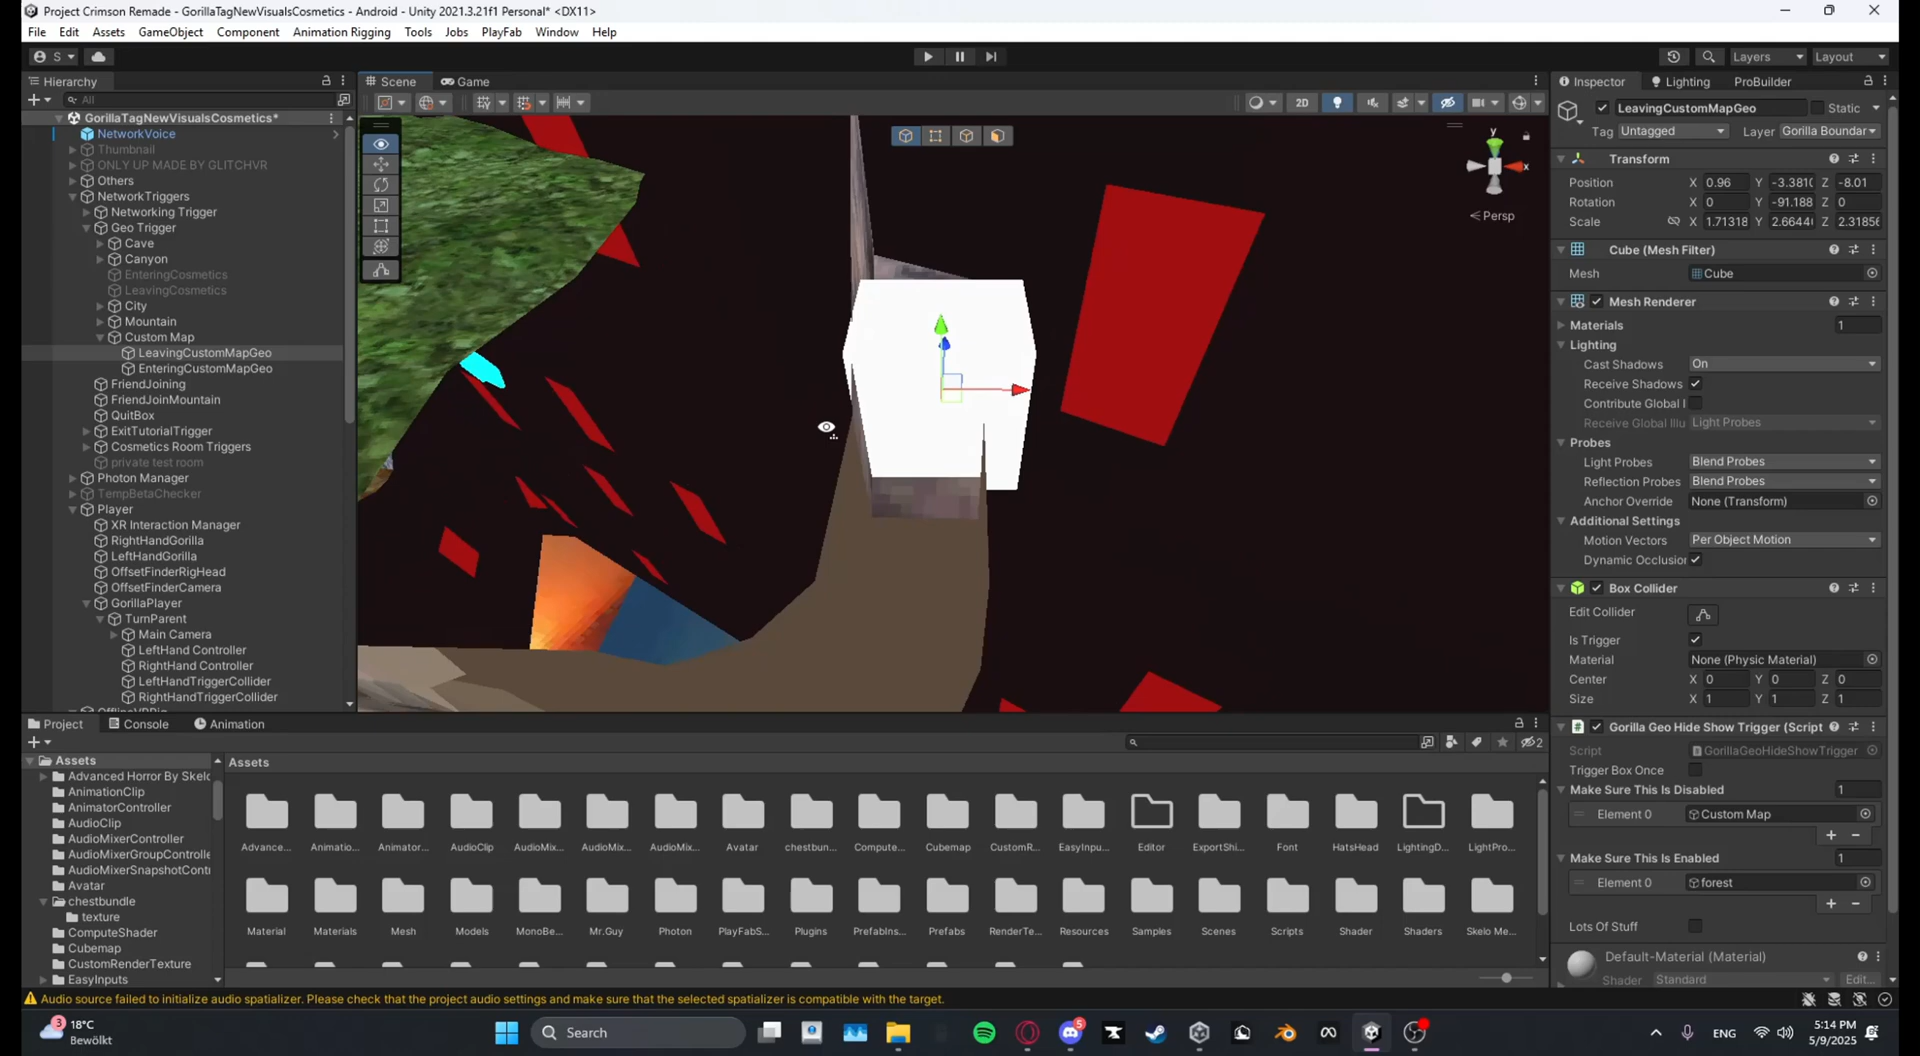 Project Crimson Remade - GorillaTagNewVisualsCosmetics - Android - Unity 2021.3.21f1 Personal* <DX11>
File Edit Assets GameObject Component Animation Rigging Tools Jobs PlayFab Window Help
S Layers Layout
Hierarchy Scene Game Inspector Lighting ProBuilder
All
2D
GorillaTagNewVisualsCosmetics*
NetworkVoice
Thumbnail
ONLY UP MADE BY GLITCHVR
Others
NetworkTriggers
Networking Trigger
Geo Trigger
Cave
Canyon
EnteringCosmetics
LeavingCosmetics
City
Mountain
Custom Map
LeavingCustomMapGeo
EnteringCustomMapGeo
FriendJoining
FriendJoinMountain
QuitBox
ExitTutorialTrigger
Cosmetics Room Triggers
private test room
Photon Manager
TempBetaChecker
Player
XR Interaction Manager
RightHandGorilla
LeftHandGorilla
OffsetFinderRigHead
OffsetFinderCamera
GorillaPlayer
TurnParent
Main Camera
LeftHand Controller
RightHand Controller
LeftHandTriggerCollider
RightHandTriggerCollider
y
x
Persp
LeavingCustomMapGeo Static
Tag Untagged Layer Gorilla Boundar
Transform
Position X 0.96 Y -3.381 Z -8.01
Rotation X 0 Y -91.188 Z 0
Scale X 1.71318 Y 2.6644 Z 2.31856
Cube (Mesh Filter)
Mesh Cube
Mesh Renderer
Materials 1
Lighting
Cast Shadows On
Receive Shadows
Contribute Global I
Receive Global Illu Light Probes
Probes
Light Probes Blend Probes
Reflection Probes Blend Probes
Anchor Override None (Transform)
Additional Settings
Motion Vectors Per Object Motion
Dynamic Occlusion
Box Collider
Edit Collider
Is Trigger
Material None (Physic Material)
Center X 0 Y 0 Z 0
Size X 1 Y 1 Z 1
Gorilla Geo Hide Show Trigger (Script
Script GorillaGeoHideShowTrigger
Trigger Box Once
Make Sure This Is Disabled 1
Element 0 Custom Map
Make Sure This Is Enabled 1
Element 0 forest
Lots Of Stuff
Default-Material (Material)
Shader Standard Edit...
Project Console Animation
2
Assets
Advanced Horror By Skelo
AnimationClip
AnimatorController
AudioClip
AudioMixerController
AudioMixerGroupControlle
AudioMixerSnapshotContr
Avatar
chestbundle
texture
ComputeShader
Cubemap
CustomRenderTexture
EasyInputs
Assets
Advance... Animatio... Animator... AudioClip AudioMix... AudioMix... AudioMix... Avatar chestbun... Compute... Cubemap CustomR... EasyInpu... Editor ExportShi... Font HatsHead LightingD... LightPro...
Material Materials Mesh Models MonoBe... Mr.Guy Photon PlayFabS... Plugins PrefabIns... Prefabs RenderTe... Resources Samples Scenes Scripts Shader Shaders Skelo Me...
Audio source failed to initialize audio spatializer. Please check that the project audio settings and make sure that the selected spatializer is compatible with the target.
3
18°C
Bewölkt
Search
5
ENG
5:14 PM
5/9/2025